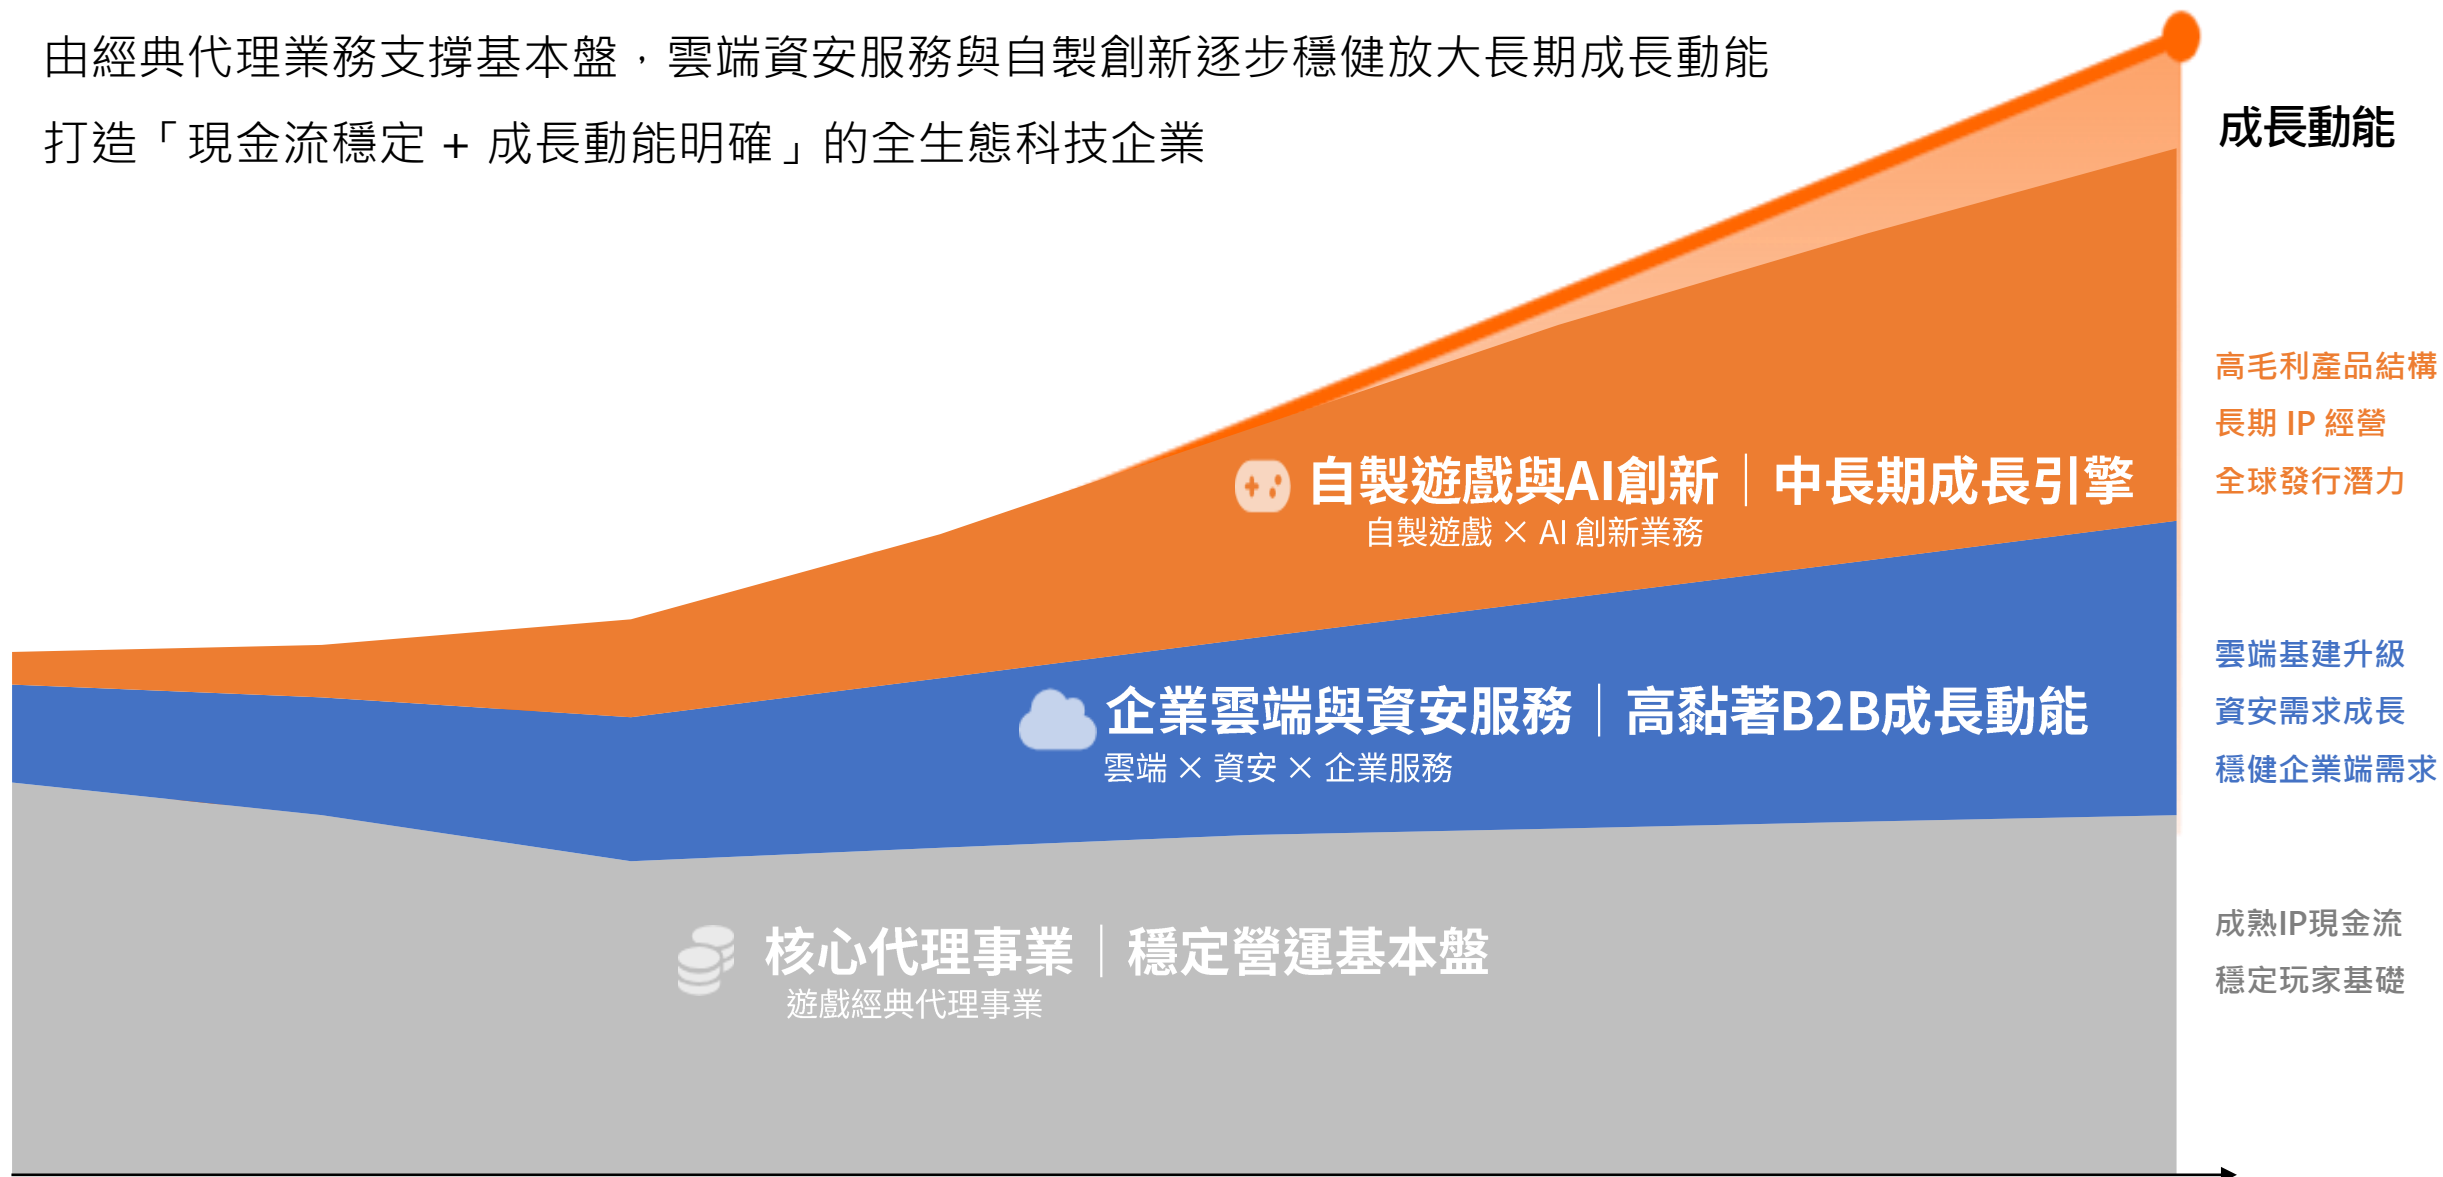 由經典代理業務支撐基本盤，雲端資安服務與自製創新逐步穩健放大長期成長動能
打造「現金流穩定 + 成長動能明確」的全生態科技企業
成長動能
高毛利產品結構
長期 IP 經營
全球發行潛力
自製遊戲與AI創新｜中長期成長引擎
自製遊戲 × AI 創新業務
雲端基建升級
資安需求成長
穩健企業端需求
企業雲端與資安服務｜高黏著B2B成長動能
雲端 × 資安 × 企業服務
成熟IP現金流
穩定玩家基礎
核心代理事業｜穩定營運基本盤
遊戲經典代理事業